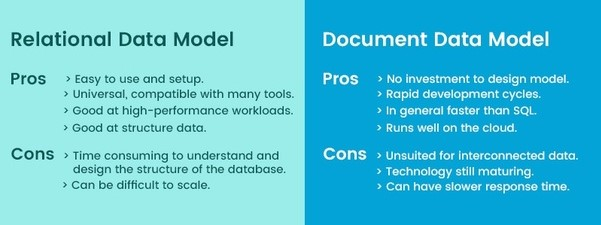 Relational Data Model
Pros
> Easy to use and setup.
> Universal, compatible with many tools.
> Good at high-performance workloads.
> Good at structure data.
Cons
> Time consuming to understand and
design the structure of the database.
> Can be difficult to scale.
Document Data Model
Pros
> No investment to design model.
> Rapid development cycles.
> In general faster than SQL.
> Runs well on the cloud.
Cons
> Unsuited for interconnected data.
> Technology still maturing.
> Can have slower response time.